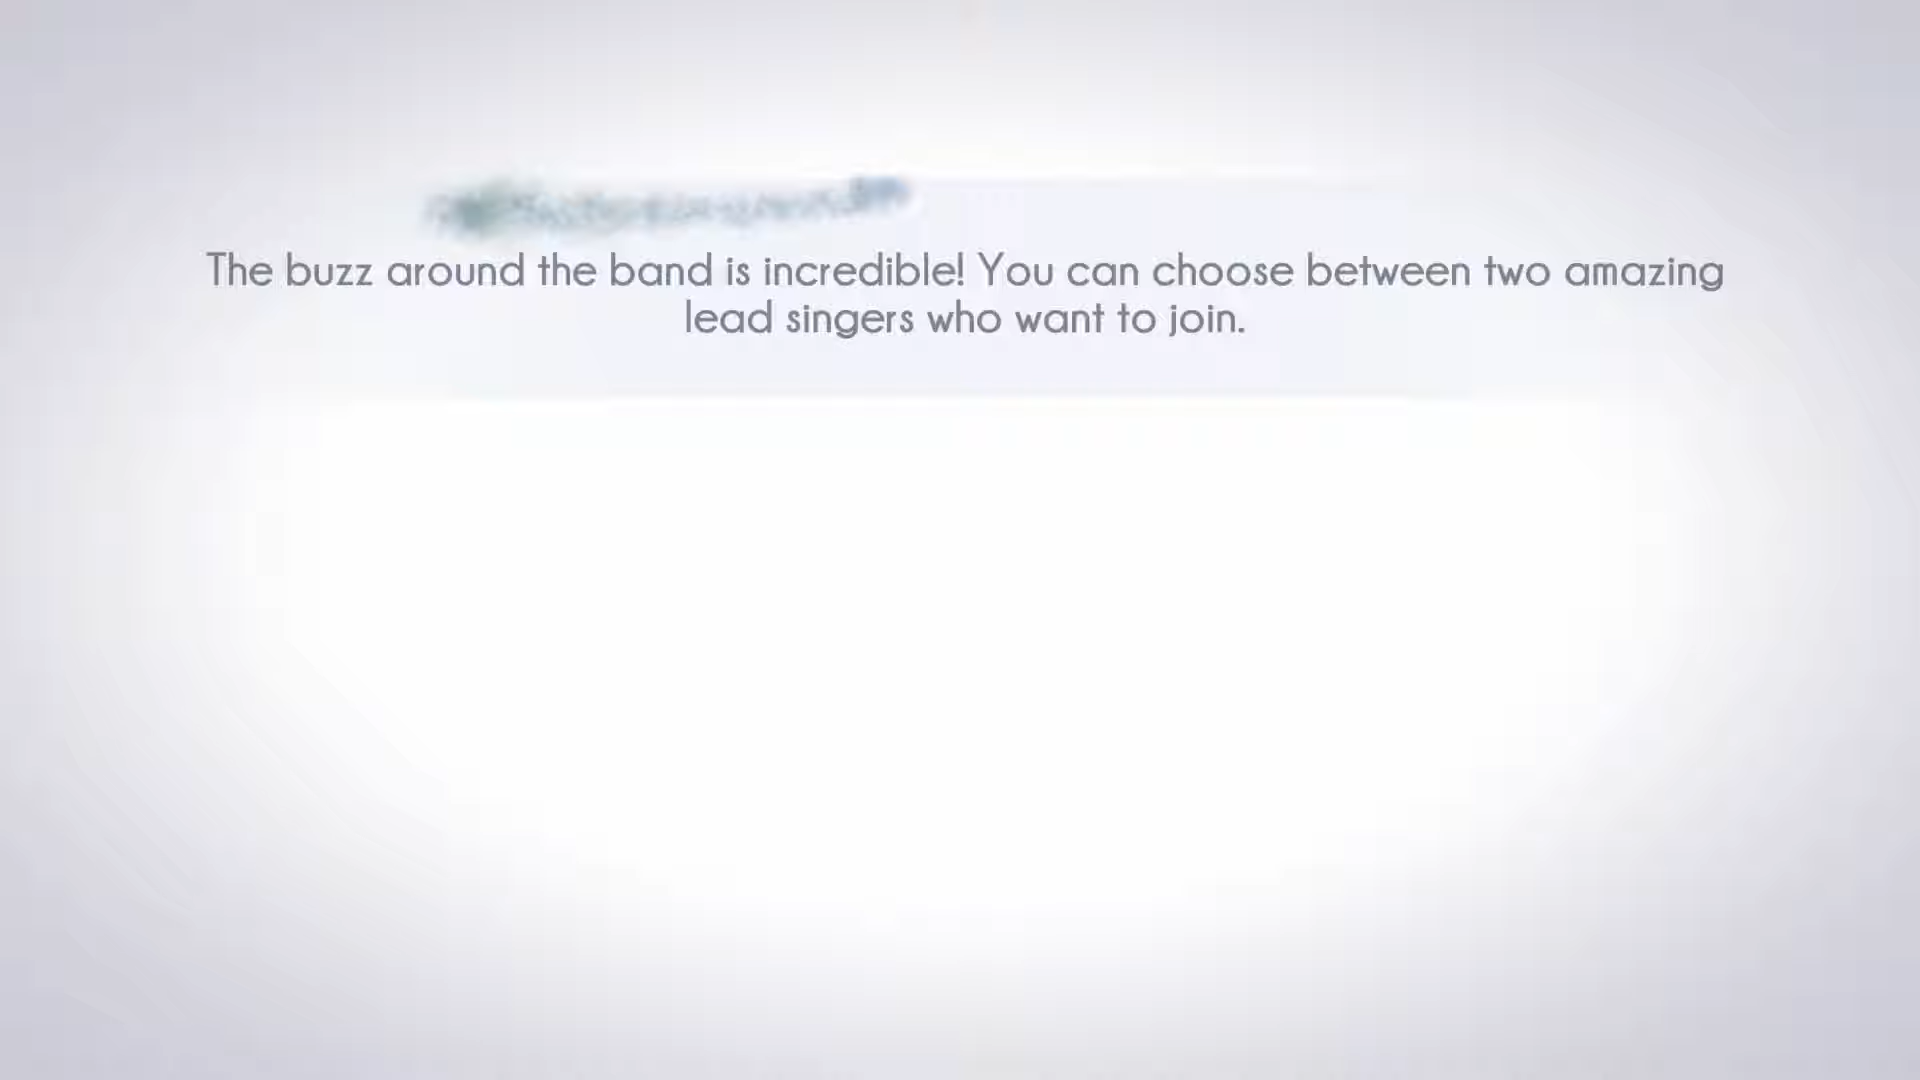 The buzz around the band is incredible! You can choose between two amazing
lead singers who want to join.